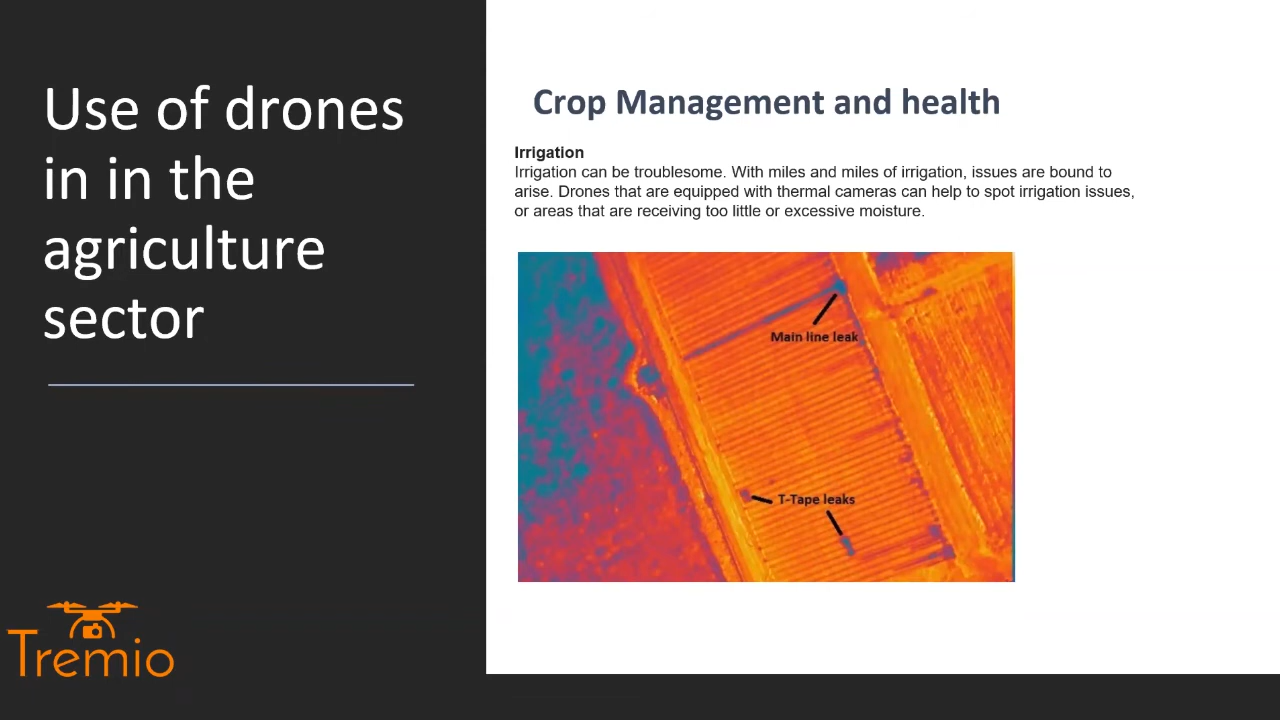 Use of drones
in in the
agriculture
sector
Tremio
Crop Management and health
Irrigation
Irrigation can be troublesome. With miles and miles of irrigation, issues are bound to
arise. Drones that are equipped with thermal cameras can help to spot irrigation issues,
or areas that are receiving too little or excessive moisture.
Main line leak
T-Tape leaks